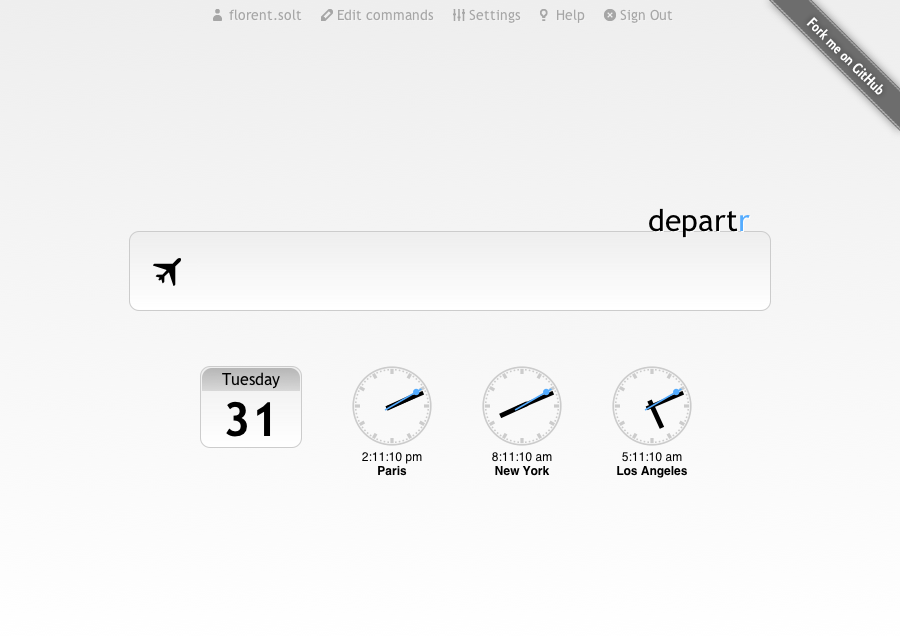 florent.solt Edit commands Settings Help Sign Out
Fork me on GitHub
departr
Tuesday
31
2:11:10 pm
Paris
8:11:10 am
New York
5:11:10 am
Los Angeles